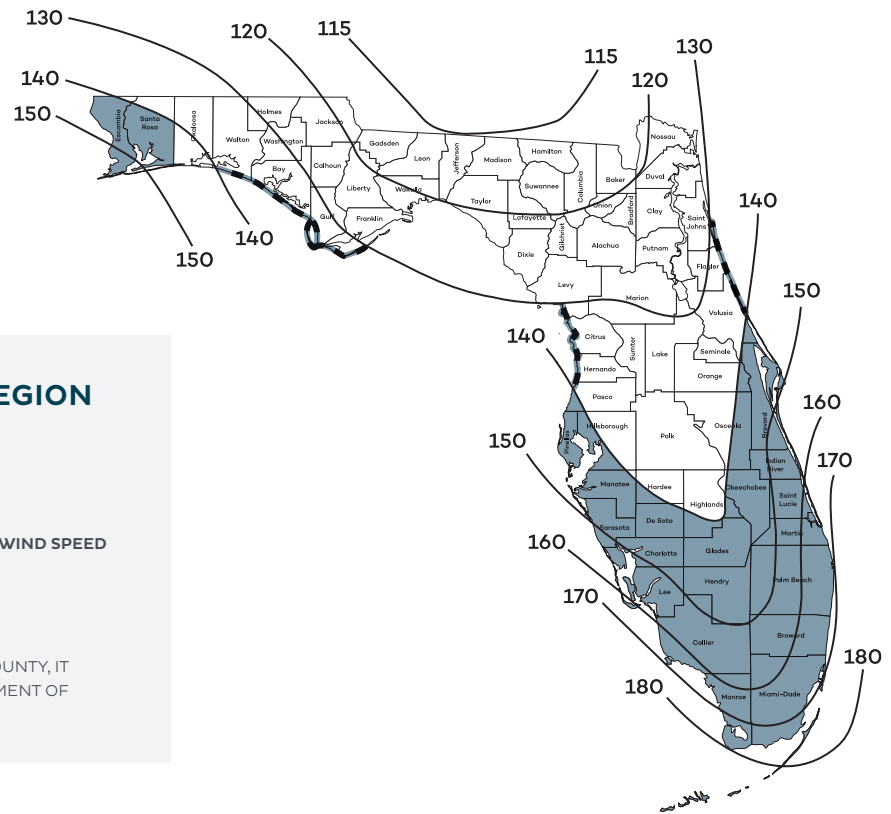 130
120
115
115
130
120
140
150
140
150
140
150
140
150
160
170
150
160
170
180
180
Escambia
Santa
Rosa
Okaloosa
Walton
Holmes
Washington
Bay
Jackson
Calhoun
Gulf
Liberty
Gadsden
Franklin
Leon
Wakulla
Jefferson
Madison
Taylor
Hamilton
Suwannee
Lafayette
Dixie
Columbia
Gilchrist
Levy
Baker
Union
Bradford
Alachua
Nassau
Duval
Clay
Saint
Johns
Putnam
Flagler
Marion
Volusia
Citrus
Sumter
Lake
Hernando
Pasco
Seminole
Orange
Pinellas
Hillsborough
Polk
Osceola
Brevard
Indian
River
Manatee
Hardee
Highlands
Okeechobee
Saint
Lucie
Sarasota
De Soto
Martin
Charlotte
Glades
Lee
Hendry
Palm Beach
Collier
Broward
Monroe
Miami-Dade
EGION
WIND SPEED
OUNTY, IT
MENT OF